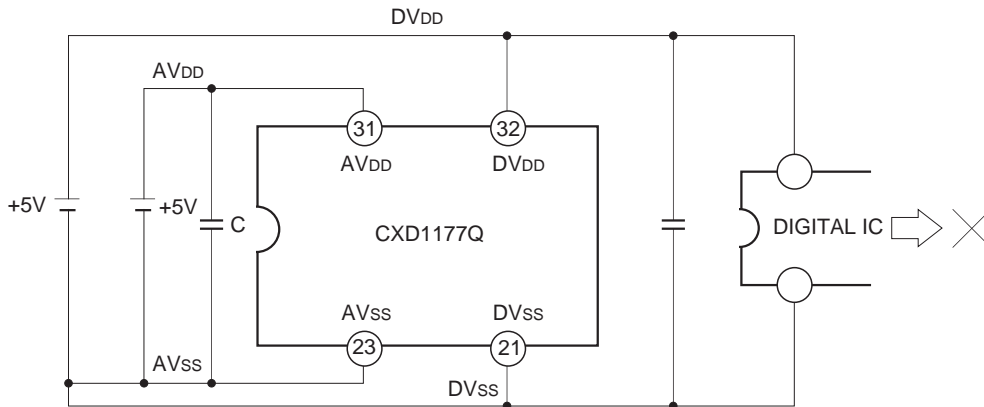 DVDD
AVDD
31
32
AVDD
DVDD
+5V
+5V
C
CXD1177Q
DIGITAL IC
AVSS
DVSS
23
21
AVSS
DVSS